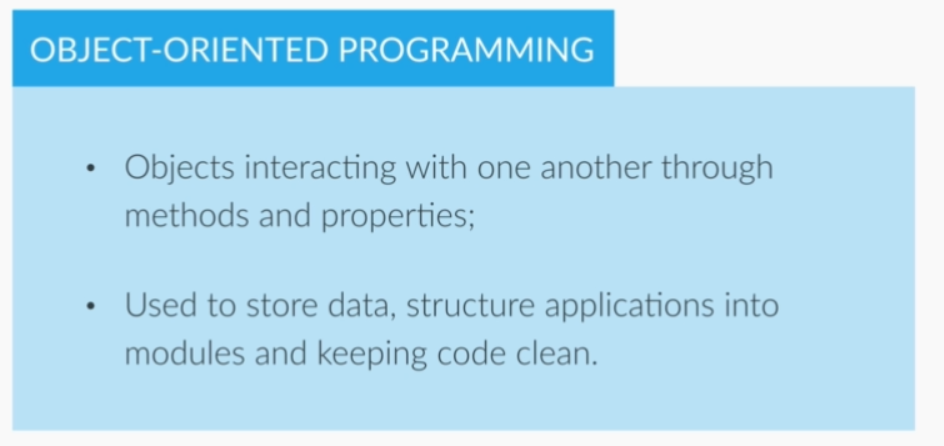 OBJECT-ORIENTED PROGRAMMING
• Objects interacting with one another through
methods and properties;
• Used to store data, structure applications into
modules and keeping code clean.